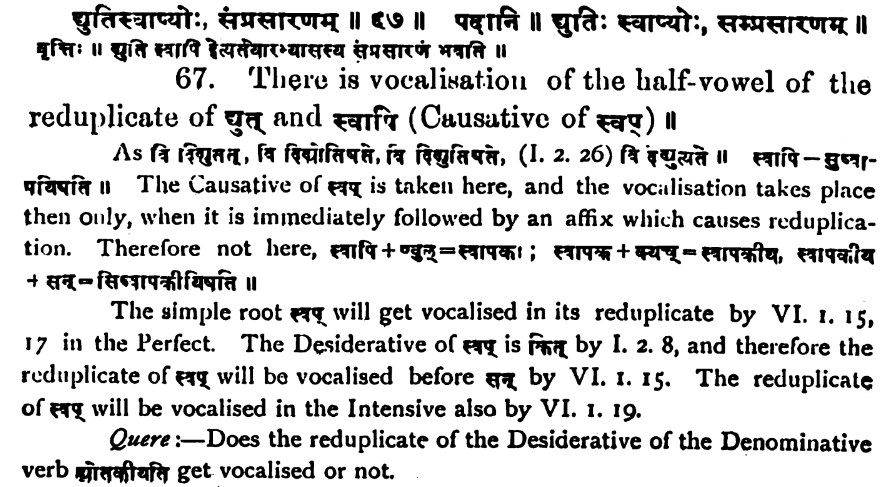 द्युतिस्वाप्योः, संप्रसारणम् ॥ ६७ ॥ पदानि ॥ द्युतिः स्वाप्योः, सम्प्रसारणम् ॥
वृत्तिः ॥ द्युति स्वापि इत्येतयोरभ्यासस्य संप्रसारणं भवति ॥
67. There is vocalisation of the half-vowel of the
reduplicate of द्युत् and स्वापि (Causative of स्वप्) ॥
As वि दिद्युतत्, वि दिद्योतिषते, वि दिद्युतिषते, (I. 2. 26) वि देद्युत्यते ॥ स्वापि – सुष्वा-
पयिषति ॥ The Causative of स्वप् is taken here, and the vocalisation takes place
then only, when it is immediately followed by an affix which causes reduplica-
tion. Therefore not here, स्वापि + ण्वुल् = स्वापकः ; स्वापक + क्यच् = स्वापकीय, स्वापकीय
+ सन् = सिष्वापकीयिषति ॥
The simple root स्वप् will get vocalised in its reduplicate by VI. 1. 15,
17 in the Perfect. The Desiderative of स्वप् is कित् by I. 2. 8, and therefore the
reduplicate of स्वप् will be vocalised before सन् by VI. 1. 15. The reduplicate
of स्वप् will be vocalised in the Intensive also by VI. 1. 19.
Quere :—Does the reduplicate of the Desiderative of the Denominative
verb द्योतकीयति get vocalised or not.